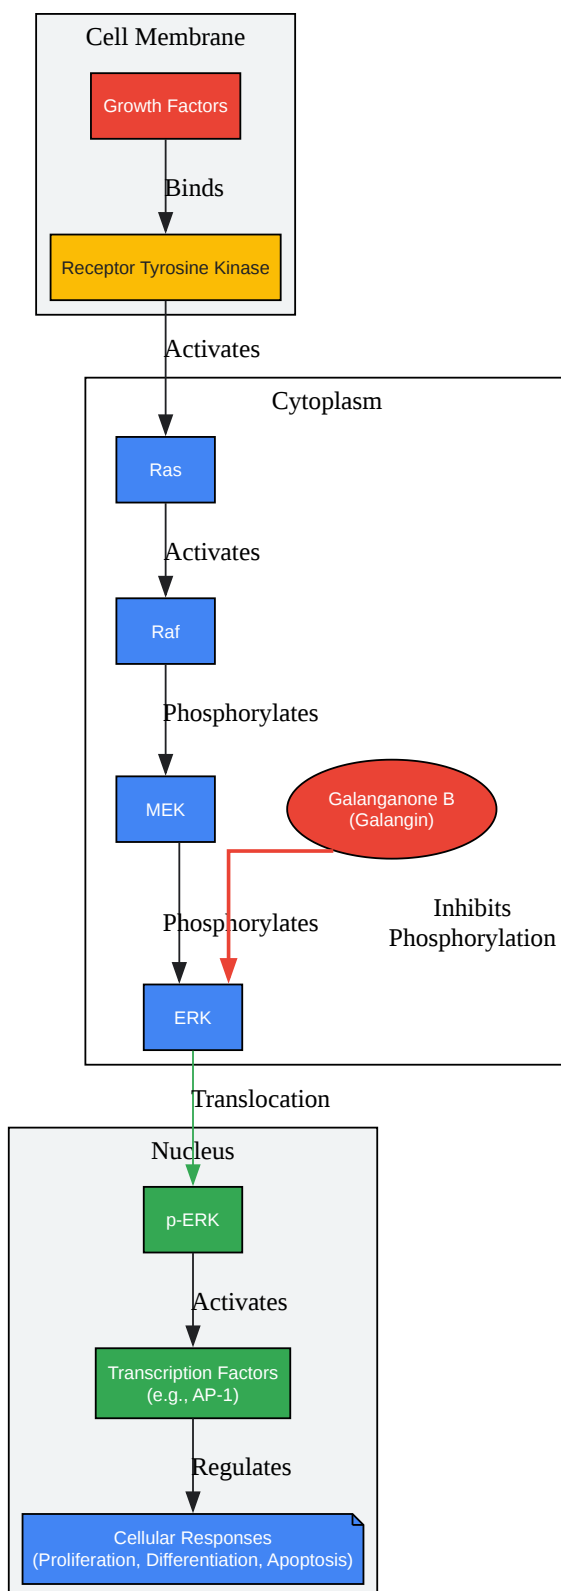 Cell Membrane
Growth Factors
Binds
Receptor Tyrosine Kinase
Activates
Cytoplasm
Ras
Activates
Raf
Phosphorylates
MEK
Galanganone B
(Galangin)
Phosphorylates
Inhibits
Phosphorylation
ERK
Translocation
Nucleus
p-ERK
Activates
Transcription Factors
(e.g., AP-1)
Regulates
Cellular Responses
(Proliferation, Differentiation, Apoptosis)